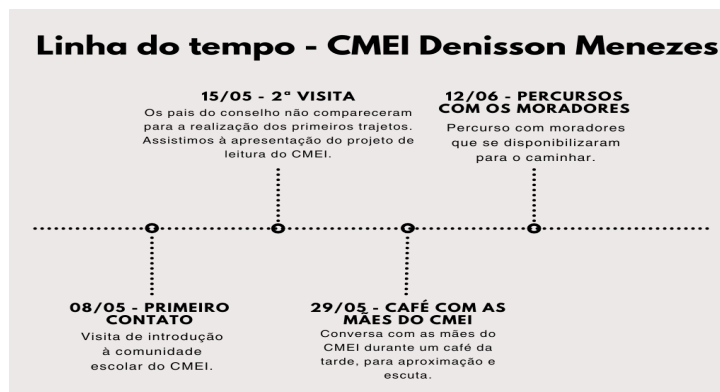 Linha do tempo - CMEI Denisson Menezes
15/05 - 2ª VISITA
Os pais do conselho não compareceram
para a realização dos primeiros trajetos.
Assistimos à apresentação do projeto de
leitura do CMEI.
12/06 - PERCURSOS
COM OS MORADORES
Percurso com moradores
que se disponibilizaram
para o caminhar.
08/05 - PRIMEIRO
CONTATO
Visita de introdução
à comunidade
escolar do CMEI.
29/05 - CAFÉ COM AS
MÃES DO CMEI
Conversa com as mães do
CMEI durante um café da
tarde, para aproximação e
escuta.